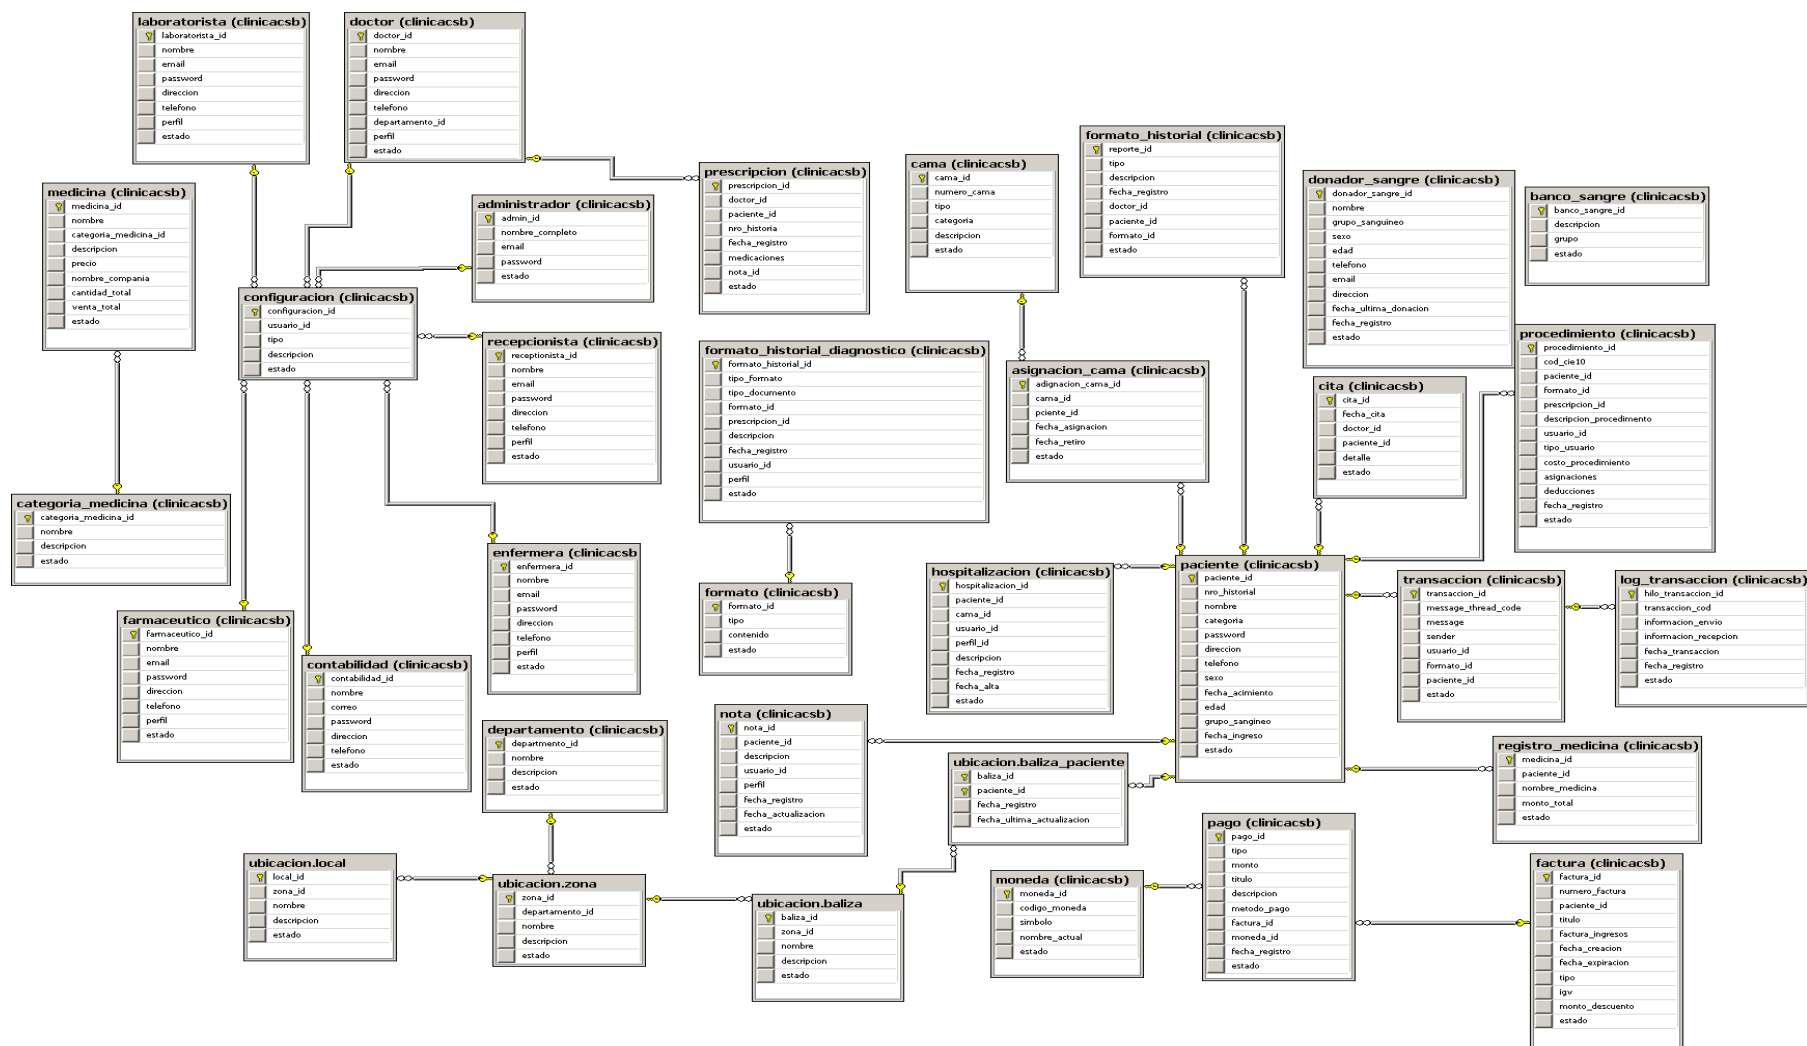 laboratorista (clinicacsb)
laboratorista_id
nombre
email
password
direccion
telefono
perfil
estado
doctor (clinicacsb)
doctor_id
nombre
email
password
direccion
telefono
departamento_id
perfil
estado
medicina (clinicacsb)
medicina_id
nombre
categoria_medicina_id
descripcion
precio
nombre_compania
cantidad_total
venta_total
estado
administrador (clinicacsb)
admin_id
nombre_completo
email
password
estado
prescripcion (clinicacsb)
prescripcion_id
doctor_id
paciente_id
nro_historia
fecha_registro
medicaciones
nota_id
estado
cama (clinicacsb)
cama_id
numero_cama
tipo
categoria
descripcion
estado
formato_historial (clinicacsb)
reporte_id
tipo
descripcion
fecha_registro
doctor_id
paciente_id
formato_id
estado
donador_sangre (clinicacsb)
donador_sangre_id
nombre
grupo_sanguineo
sexo
edad
telefono
email
direccion
fecha_ultima_donacion
fecha_registro
estado
banco_sangre (clinicacsb)
banco_sangre_id
descripcion
grupo
estado
configuracion (clinicacsb)
configuracion_id
usuario_id
tipo
descripcion
estado
recepcionista (clinicacsb)
receptionista_id
nombre
email
password
direccion
telefono
perfil
estado
formato_historial_diagnostico (clinicacsb)
formato_historial_id
tipo_formato
tipo_documento
formato_id
prescripcion_id
descripcion
fecha_registro
usuario_id
perfil
estado
asignacion_cama (clinicacsb)
adignacion_cama_id
cama_id
pciente_id
fecha_asignacion
fecha_retiro
estado
cita (clinicacsb)
cita_id
fecha_cita
doctor_id
paciente_id
detalle
estado
procedimiento (clinicacsb)
procedimiento_id
cod_cie10
paciente_id
formato_id
prescripcion_id
descripcion_procedimento
usuario_id
tipo_usuario
costo_procedimiento
asignaciones
deducciones
fecha_registro
estado
categoria_medicina (clinicacsb)
categoria_medicina_id
nombre
descripcion
estado
enfermera (clinicacsb
enfermera_id
nombre
email
password
direccion
telefono
perfil
estado
formato (clinicacsb)
formato_id
tipo
contenido
estado
hospitalizacion (clinicacsb)
hospitalizacion_id
paciente_id
cama_id
usuario_id
perfil_id
descripcion
fecha_registro
fecha_alta
estado
paciente (clinicacsb)
paciente_id
nro_historial
nombre
categoria
password
direccion
telefono
sexo
fecha_acimiento
edad
grupo_sangineo
fecha_ingreso
estado
transaccion (clinicacsb)
transaccion_id
message_thread_code
message
sender
usuario_id
formato_id
paciente_id
estado
log_transaccion (clinicacsb)
hilo_transaccion_id
transaccion_cod
informacion_envio
informacion_recepcion
fecha_transaccion
fecha_registro
estado
farmaceutico (clinicacsb)
farmaceutico_id
nombre
email
password
direccion
telefono
perfil
estado
contabilidad (clinicacsb)
contabilidad_id
nombre
correo
password
direccion
telefono
estado
departamento (clinicacsb)
departmento_id
nombre
descripcion
estado
nota (clinicacsb)
nota_id
paciente_id
descripcion
usuario_id
perfil
fecha_registro
fecha_actualizacion
estado
ubicacion.baliza_paciente
baliza_id
paciente_id
fecha_registro
fecha_ultima_actualizacion
registro_medicina (clinicacsb)
medicina_id
paciente_id
nombre_medicina
monto_total
estado
ubicacion.local
local_id
zona_id
nombre
descripcion
estado
ubicacion.zona
zona_id
departamento_id
nombre
descripcion
estado
ubicacion.baliza
baliza_id
zona_id
nombre
descripcion
estado
moneda (clinicacsb)
moneda_id
codigo_moneda
simbolo
nombre_actual
estado
pago (clinicacsb)
pago_id
tipo
monto
titulo
descripcion
metodo_pago
factura_id
moneda_id
fecha_registro
estado
factura (clinicacsb)
factura_id
numero_factura
paciente_id
titulo
factura_ingresos
fecha_creacion
fecha_expiracion
tipo
igv
monto_descuento
estado